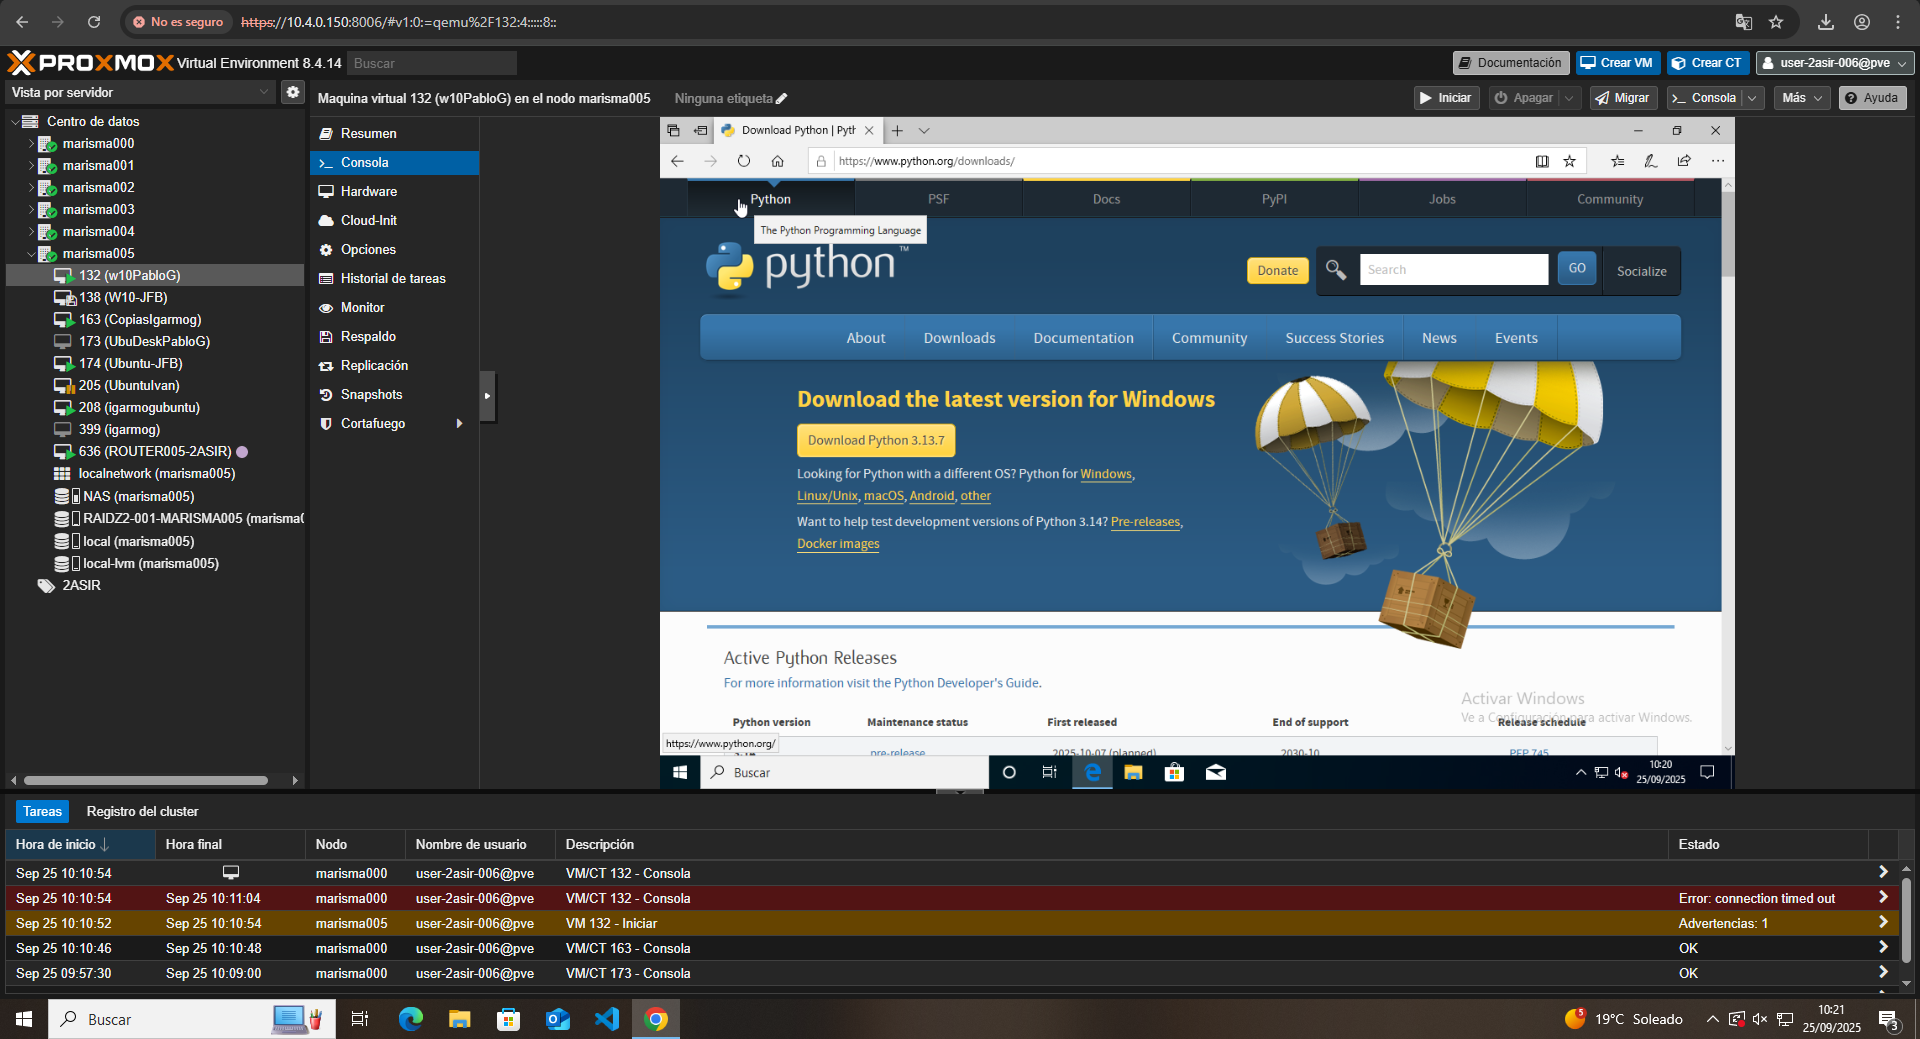 No es seguro https://10.4.0.150:8006/#v1:0:=qemu%2F132:4:::::8::
PROXMOX Virtual Environment 8.4.14 Buscar Documentación Crear VM Crear CT user-2asir-006@pve
Vista por servidor
Maquina virtual 132 (w10PabloG) en el nodo marisma005 Ninguna etiqueta Iniciar Apagar Migrar Consola Más Ayuda
Centro de datos
marisma000
marisma001
marisma002
marisma003
marisma004
marisma005
132 (w10PabloG)
138 (W10-JFB)
163 (CopiasIgarmog)
173 (UbuDeskPabloG)
174 (Ubuntu-JFB)
205 (UbuntuIvan)
208 (igarmogubuntu)
399 (igarmog)
636 (ROUTER005-2ASIR)
localnetwork (marisma005)
NAS (marisma005)
RAIDZ2-001-MARISMA005 (marisma0
local (marisma005)
local-lvm (marisma005)
2ASIR
Resumen
Consola
Hardware
Cloud-Init
Opciones
Historial de tareas
Monitor
Respaldo
Replicación
Snapshots
Cortafuego
Download Python | Pyth
https://www.python.org/downloads/
Python PSF Docs PyPI Jobs Community
The Python Programming Language
python TM
Donate Search GO Socialize
About Downloads Documentation Community Success Stories News Events
Download the latest version for Windows
Download Python 3.13.7
Looking for Python with a different OS? Python for Windows,
Linux/Unix, macOS, Android, other
Want to help test development versions of Python 3.14? Pre-releases,
Docker images
Active Python Releases
For more information visit the Python Developer's Guide.
Activar Windows
Ve a Configuración para activar Windows.
Python version Maintenance status First released End of support Release schedule
https://www.python.org/
3.14 pre-release 2025-10-07 (planned) 2030-10 PEP 745
Buscar 10:20
25/09/2025
Tareas Registro del cluster
Hora de inicio Hora final Nodo Nombre de usuario Descripción Estado
Sep 25 10:10:54 marisma000 user-2asir-006@pve VM/CT 132 - Consola
Sep 25 10:10:54 Sep 25 10:11:04 marisma000 user-2asir-006@pve VM/CT 132 - Consola Error: connection timed out
Sep 25 10:10:52 Sep 25 10:10:54 marisma005 user-2asir-006@pve VM 132 - Iniciar Advertencias: 1
Sep 25 10:10:46 Sep 25 10:10:48 marisma000 user-2asir-006@pve VM/CT 163 - Consola OK
Sep 25 09:57:30 Sep 25 10:09:00 marisma000 user-2asir-006@pve VM/CT 173 - Consola OK
Buscar 5 19°C Soleado 10:21
25/09/2025 3